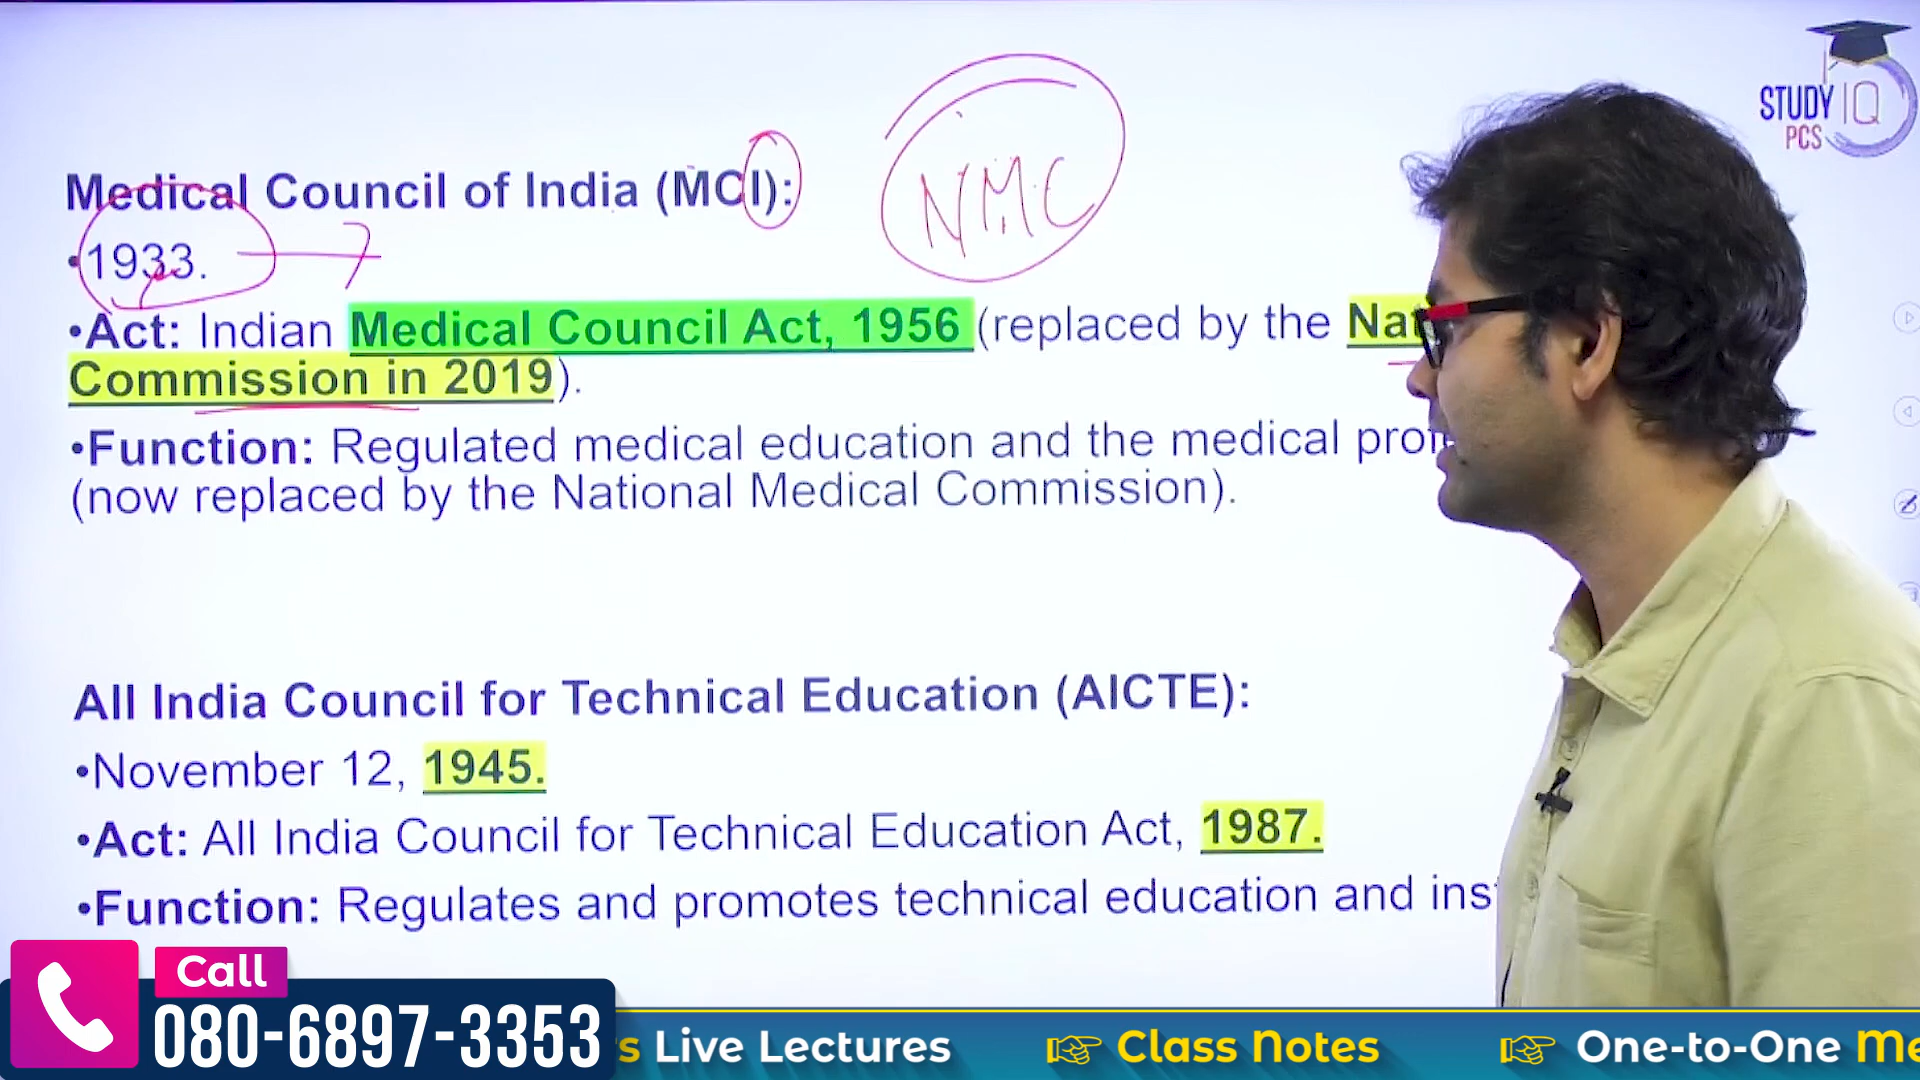 STUDY IQ
PCS
NMC
Medical Council of India (MCI):
•1933.
•Act: Indian Medical Council Act, 1956 (replaced by the
Commission in 2019).
•Function: Regulated medical education and the medical
(now replaced by the National Medical Commission).
All India Council for Technical Education (AICTE):
•November 12, 1945.
•Act: All India Council for Technical Education Act, 1987.
•Function: Regulates and promotes technical education and
Call
080-6897-3353
Live Lectures
Class Notes
One-to-One